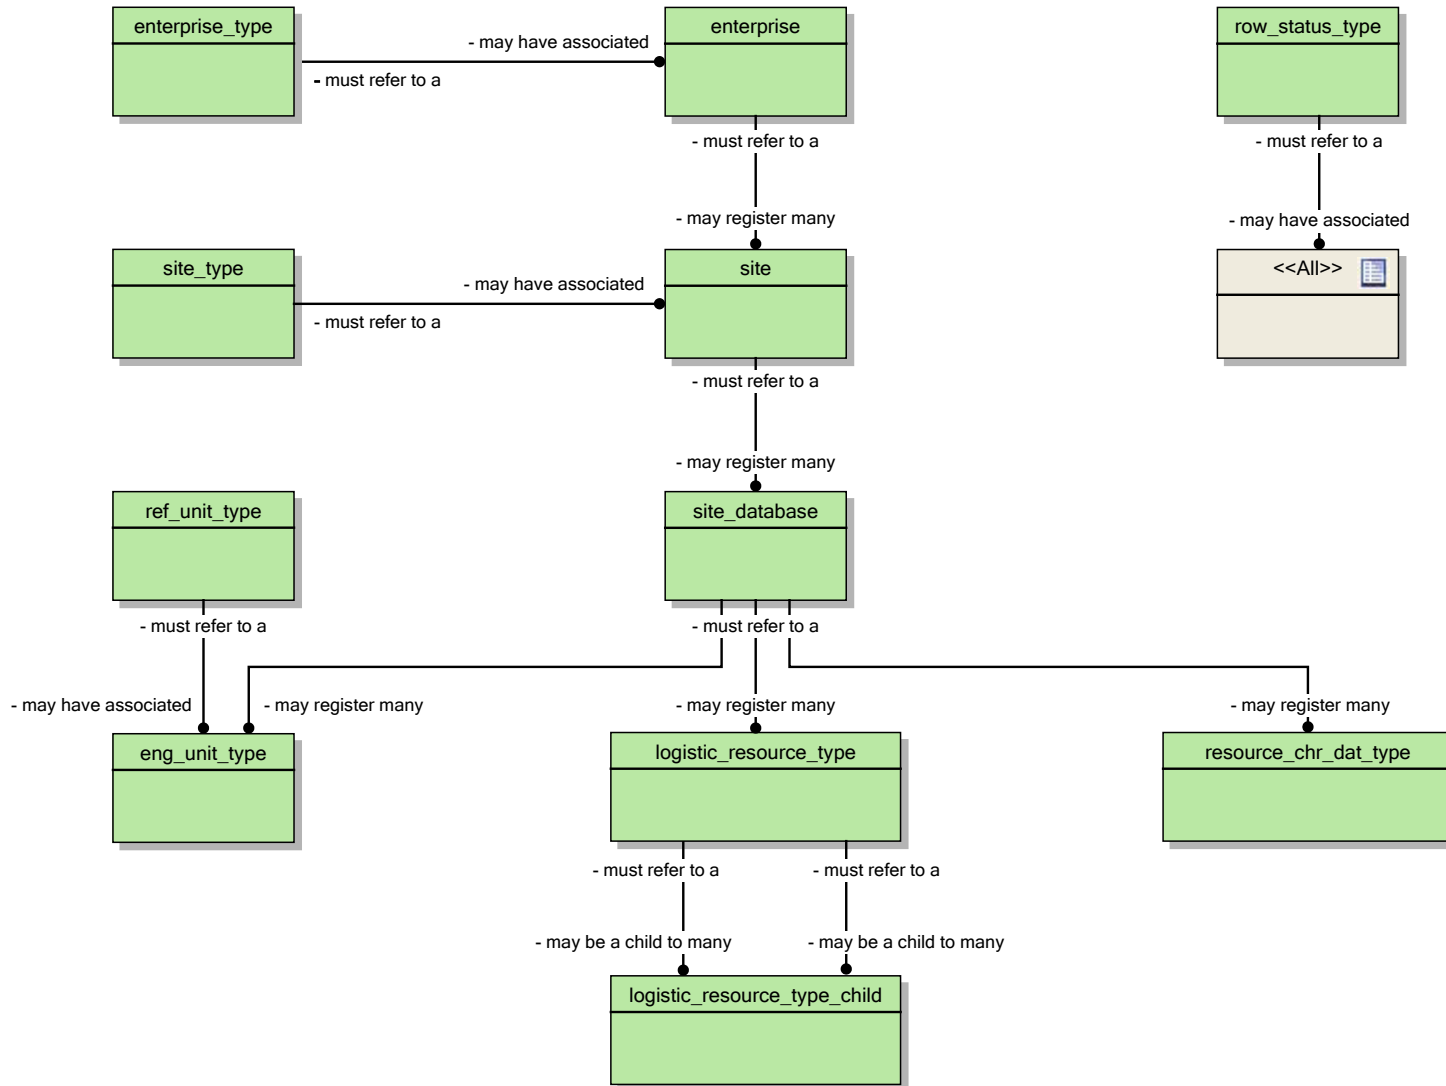 enterprise_type
enterprise
row_status_type
- may have associated
- must refer to a
- must refer to a
- must refer to a
- may register many
- may have associated
site_type
site
<<All>>
- may have associated
- must refer to a
- must refer to a
- may register many
ref_unit_type
site_database
- must refer to a
- must refer to a
- may have associated
- may register many
- may register many
- may register many
eng_unit_type
logistic_resource_type
resource_chr_dat_type
- must refer to a
- must refer to a
- may be a child to many
- may be a child to many
logistic_resource_type_child